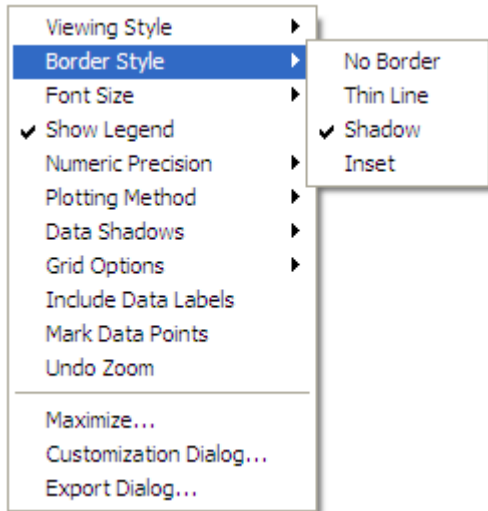 Viewing Style
Border Style
Font Size
Show Legend
Numeric Precision
Plotting Method
Data Shadows
Grid Options
Include Data Labels
Mark Data Points
Undo Zoom
Maximize...
Customization Dialog...
Export Dialog...
No Border
Thin Line
Shadow
Inset